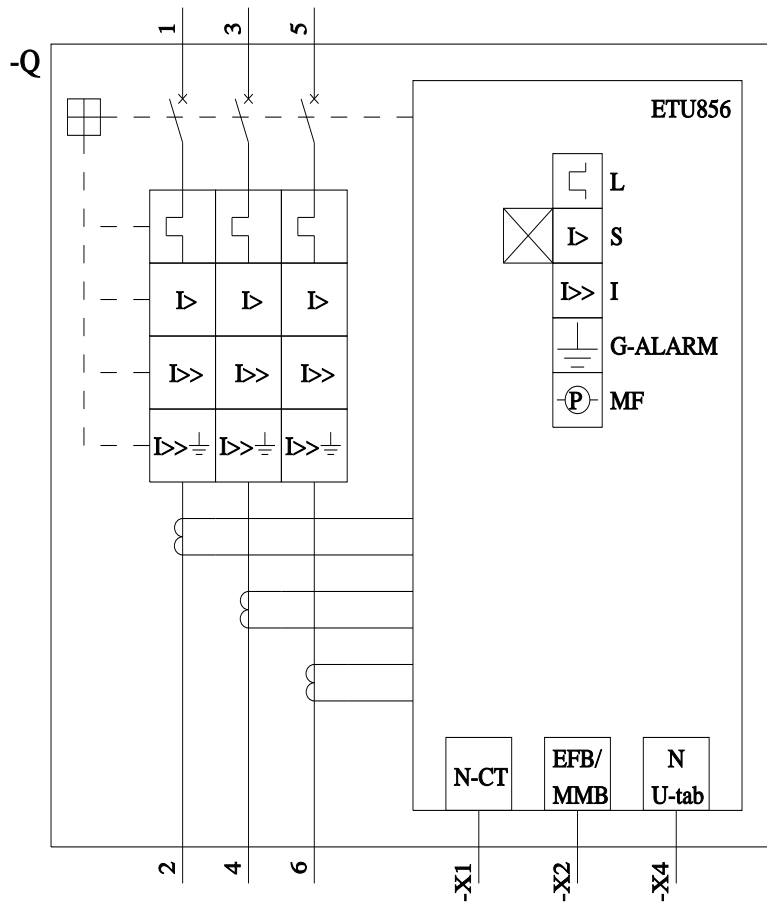 1 3 5
-Q
ETU856
L
I> S
I>> I
G-ALARM
P MF
I> I> I>
I>> I>> I>>
I>> I>> I>>
N-CT
EFB/
MMB
N
U-tab
2 4 6
-X1 -X2 -X4